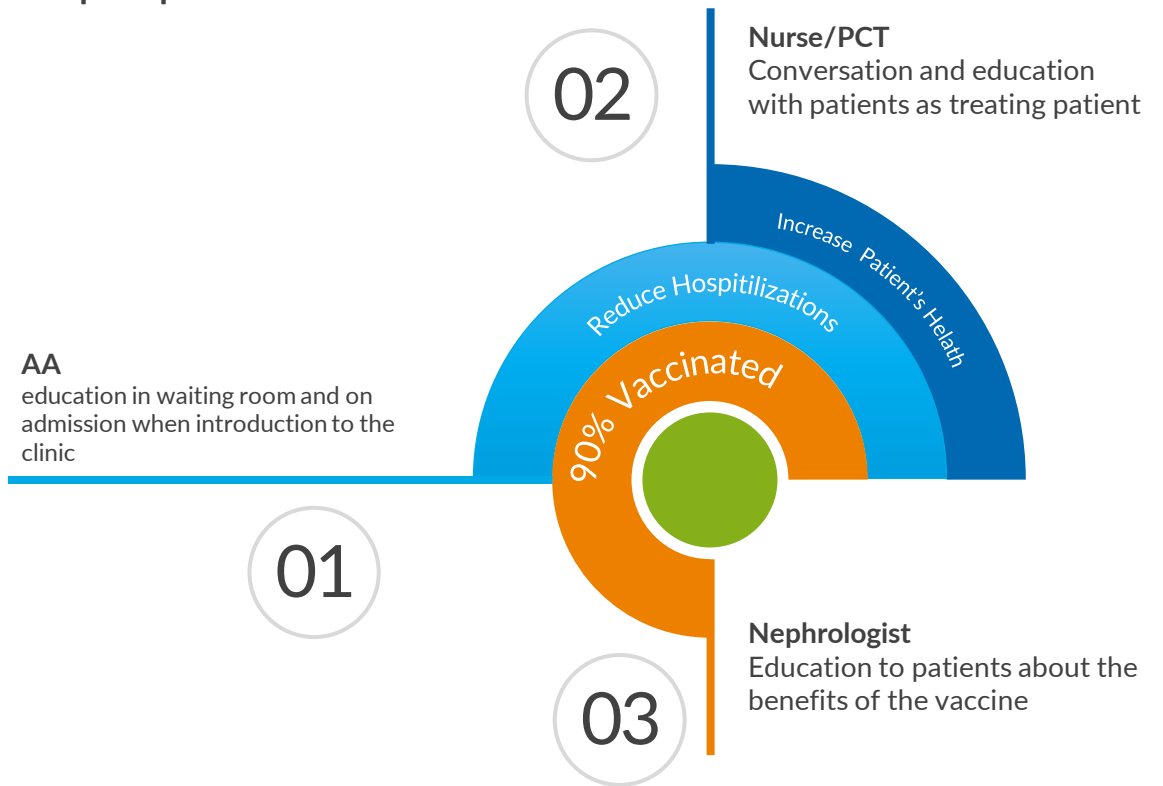 02
Nurse/PCT
Conversation and education
with patients as treating patient
Increase Patient's Helath
Reduce Hospitilizations
90% Vaccinated
AA
education in waiting room and on
admission when introduction to the
clinic
01
Nephrologist
Education to patients about the
benefits of the vaccine
03